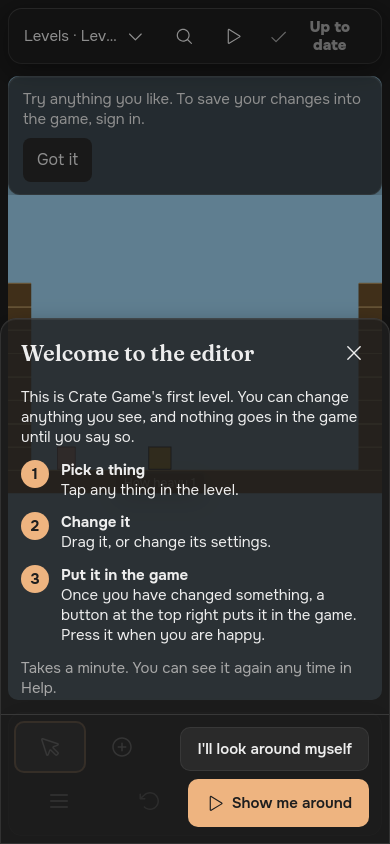 Levels · Lev...
Up to
date
Try anything you like. To save your changes into
the game, sign in.
Got it
Welcome to the editor
This is Crate Game's first level. You can change
anything you see, and nothing goes in the game
until you say so.
1 Pick a thing
Tap any thing in the level.
2 Change it
Drag it, or change its settings.
3 Put it in the game
Once you have changed something, a
button at the top right puts it in the game.
Press it when you are happy.
Takes a minute. You can see it again any time in
Help.
I'll look around myself
Show me around